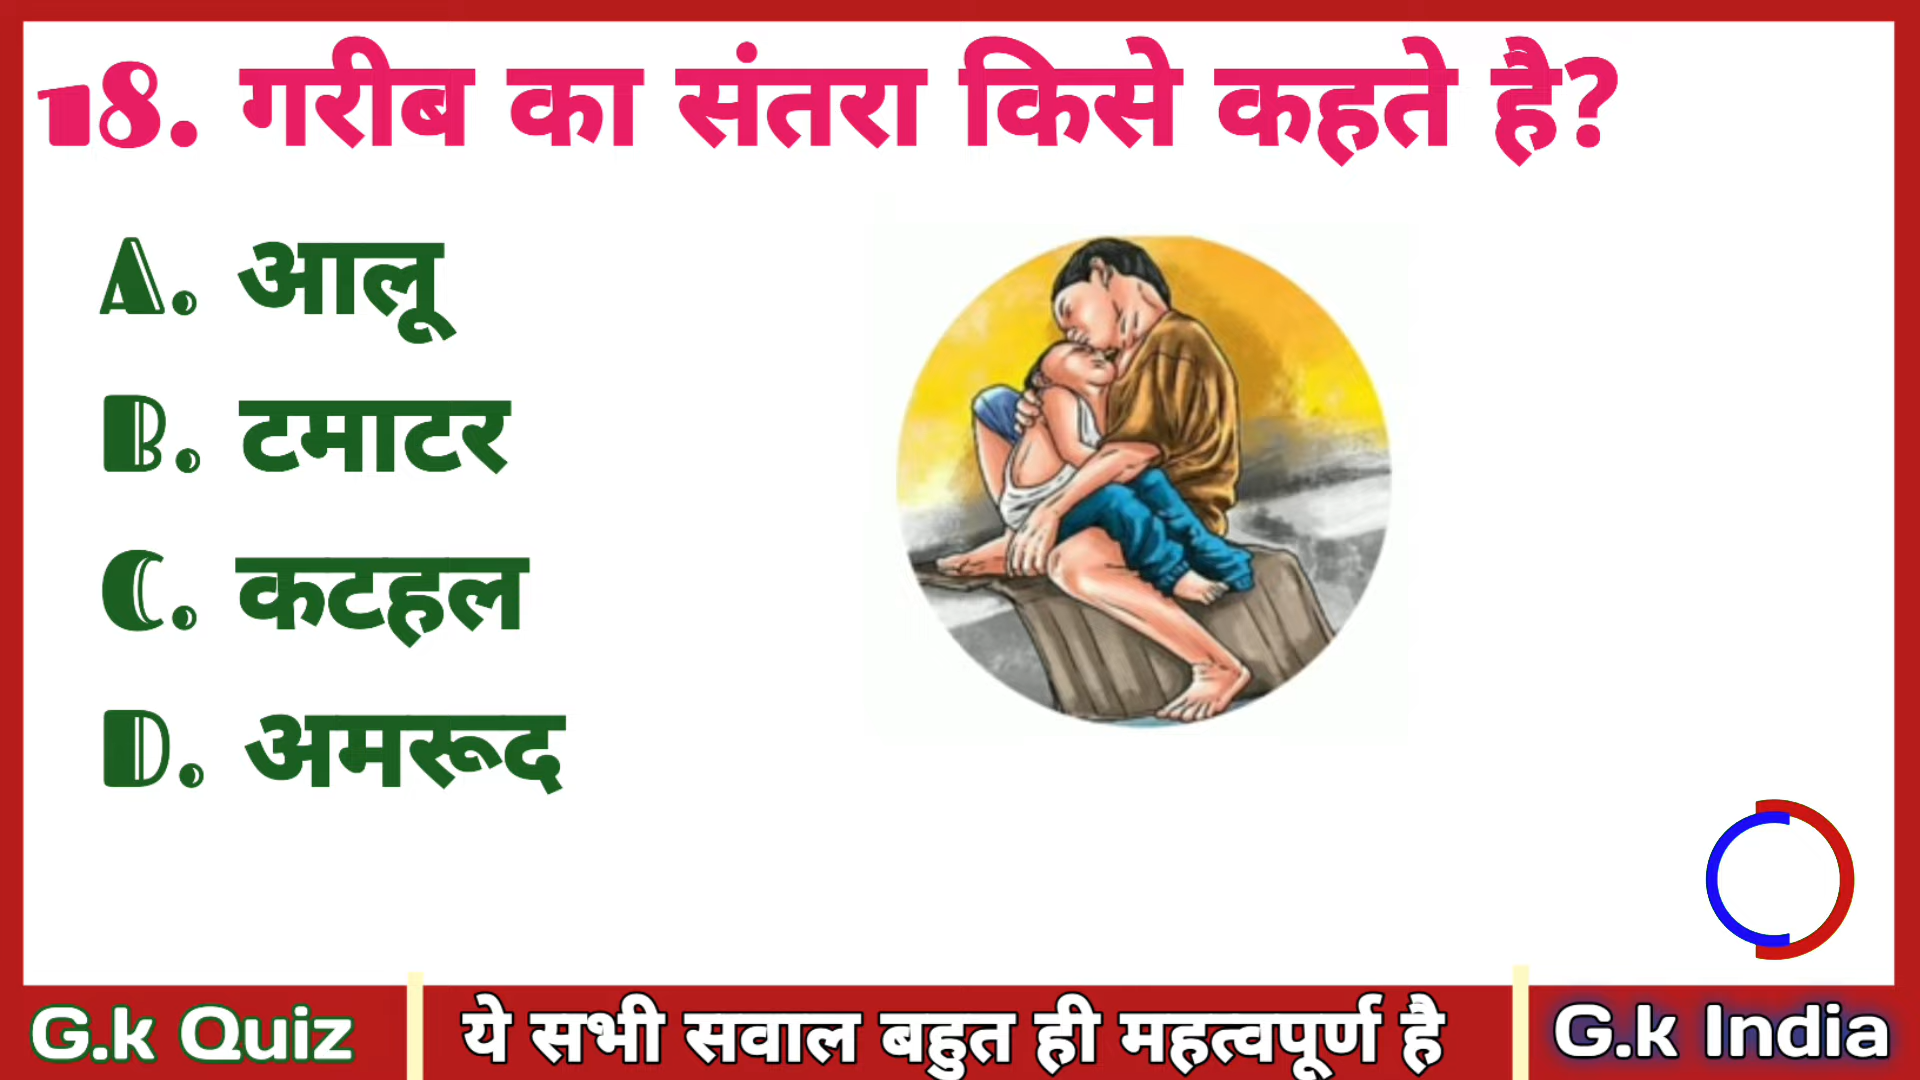 18. गरीब का संतरा किसे कहते है?
A. आलू
B. टमाटर
C. कटहल
D. अमरूद
G.k Quiz
ये सभी सवाल बहुत ही महत्वपूर्ण है
G.k India